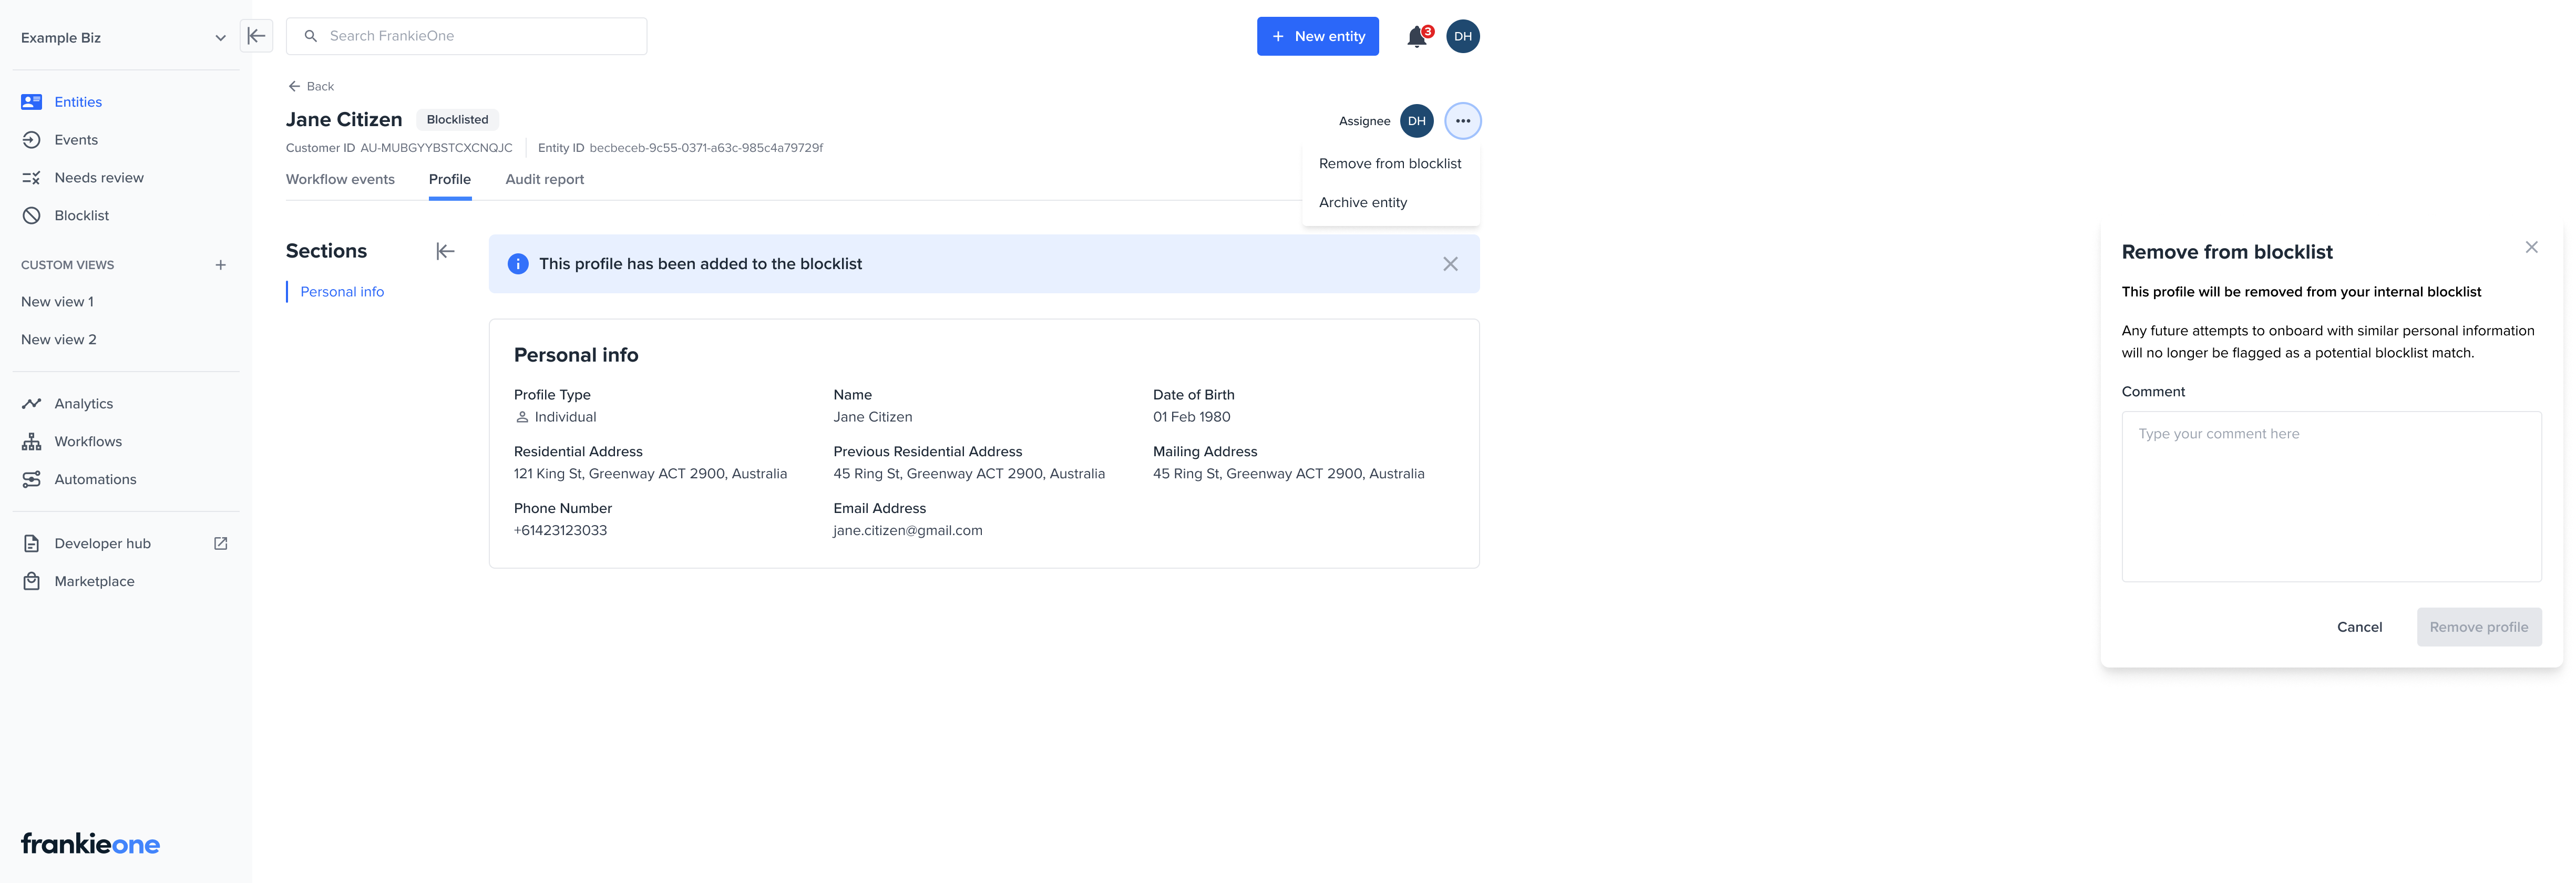 Example Biz
Search FrankieOne
New entity
3
DH
Entities
Events
Needs review
Blocklist
CUSTOM VIEWS
New view 1
New view 2
Analytics
Workflows
Automations
Developer hub
Marketplace
frankieone
Back
Jane Citizen
Blocklisted
Customer ID AU-MUBGYYBSTCXCNQJC
Entity ID becbeceb-9c55-0371-a63c-985c4a79729f
Assignee
DH
Remove from blocklist
Archive entity
Workflow events
Profile
Audit report
Sections
Personal info
This profile has been added to the blocklist
Personal info
Profile Type
Individual
Name
Jane Citizen
Date of Birth
01 Feb 1980
Residential Address
121 King St, Greenway ACT 2900, Australia
Previous Residential Address
45 Ring St, Greenway ACT 2900, Australia
Mailing Address
45 Ring St, Greenway ACT 2900, Australia
Phone Number
+61423123033
Email Address
jane.citizen@gmail.com
Remove from blocklist
This profile will be removed from your internal blocklist
Any future attempts to onboard with similar personal information
will no longer be flagged as a potential blocklist match.
Comment
Type your comment here
Cancel
Remove profile